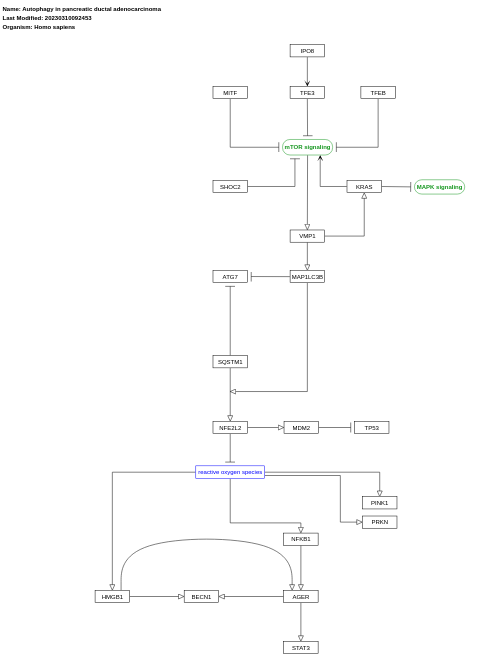 Name: Autophagy in pancreatic ductal adenocarcinoma
Last Modified: 20230310092453
Organism: Homo sapiens
IPO8
MITF
TFE3
TFEB
mTOR signaling
SHOC2
KRAS
MAPK signaling
VMP1
ATG7
MAP1LC3B
SQSTM1
NFE2L2
MDM2
TP53
reactive oxygen species
PINK1
PRKN
NFKB1
HMGB1
BECN1
AGER
STAT3